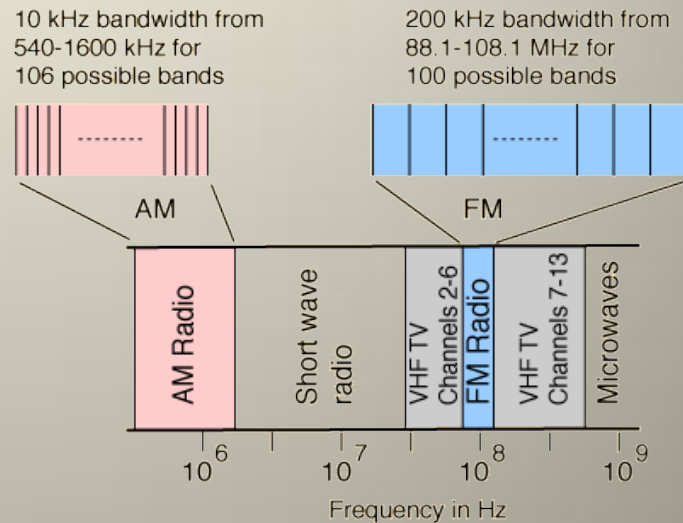 10 kHz bandwidth from
540-1600 kHz for
106 possible bands
200 kHz bandwidth from
88.1-108.1 MHz for
100 possible bands
AM
FM
AM Radio
Short wave
radio
VHF TV
Channels 2-6
FM Radio
VHF TV
Channels 7-13
Microwaves
10^6
10^7
10^8
10^9
Frequency in Hz